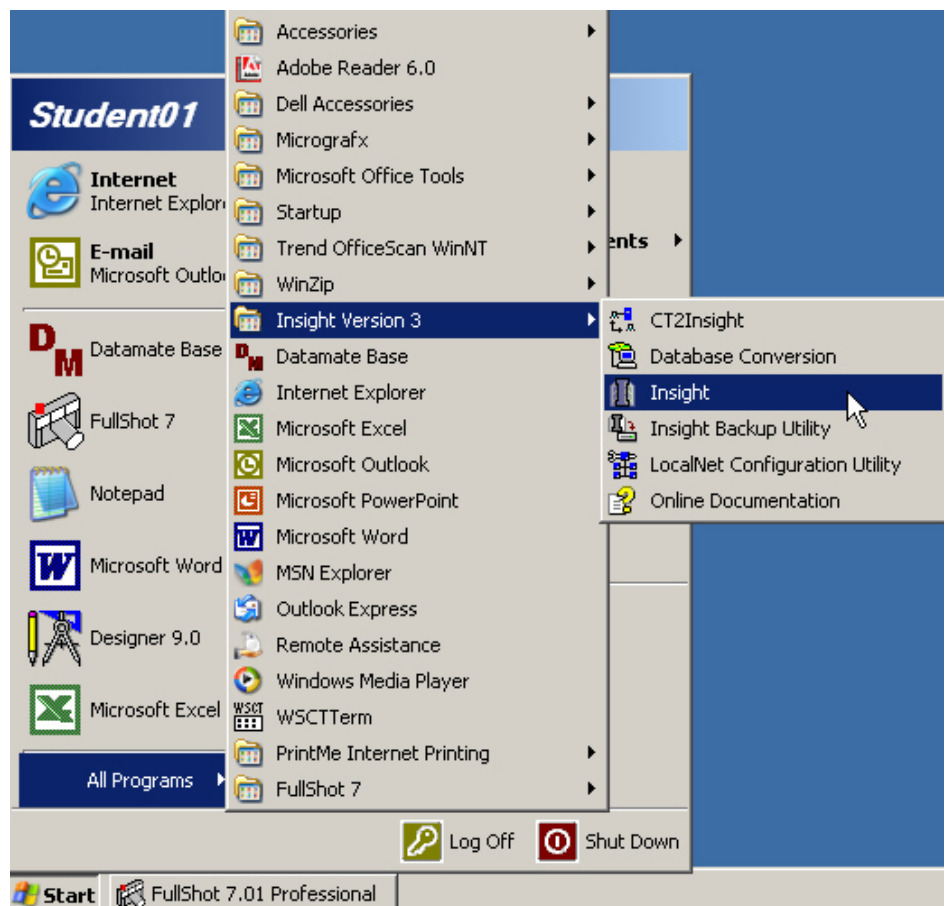 Student01
Internet
Internet Explor
E-mail
Microsoft Outlo
Datamate Base
FullShot 7
Notepad
Microsoft Word
Designer 9.0
Microsoft Excel
All Programs
Accessories
Adobe Reader 6.0
Dell Accessories
Micrografx
Microsoft Office Tools
Startup
Trend OfficeScan WinNT
WinZip
Insight Version 3
Datamate Base
Internet Explorer
Microsoft Excel
Microsoft Outlook
Microsoft PowerPoint
Microsoft Word
MSN Explorer
Outlook Express
Remote Assistance
Windows Media Player
WSCTTerm
PrintMe Internet Printing
FullShot 7
ents
CT2Insight
Database Conversion
Insight
Insight Backup Utility
LocalNet Configuration Utility
Online Documentation
Log Off
Shut Down
Start
FullShot 7.01 Professional